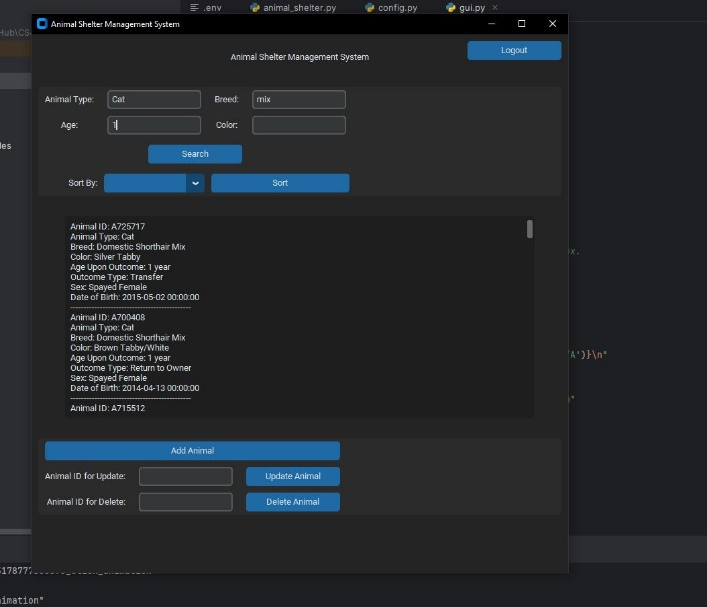 .env
animal_shelter.py
config.py
gui.py
Animal Shelter Management System
Hub\CS
Animal Shelter Management System
Logout
Animal Type: Cat Breed: mix
Age: 1 Color:
Search
Sort By: Sort
Animal ID: A725717
Animal Type: Cat
Breed: Domestic Shorthair Mix
Color: Silver Tabby
Age Upon Outcome: 1 year
Outcome Type: Transfer
Sex: Spayed Female
Date of Birth: 2015-05-02 00:00:00
--------------------------------------------
Animal ID: A700408
Animal Type: Cat
Breed: Domestic Shorthair Mix
Color: Brown Tabby/White
Age Upon Outcome: 1 year
Outcome Type: Return to Owner
Sex: Spayed Female
Date of Birth: 2014-04-13 00:00:00
--------------------------------------------
Animal ID: A715512
'A')}\n"
Add Animal
Animal ID for Update: Update Animal
Animal ID for Delete: Delete Animal
nimation"